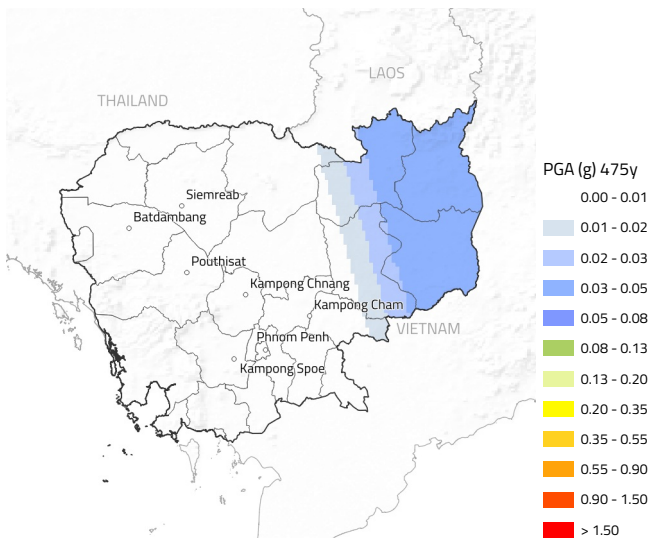 LAOS
THAILAND
Siemreab
Batdambang
Pouthisat
Kampong Chnang
Kampong Cham
VIETNAM
Phnom Penh
Kampong Spoe
PGA (g) 475y
0.00 - 0.01
0.01 - 0.02
0.02 - 0.03
0.03 - 0.05
0.05 - 0.08
0.08 - 0.13
0.13 - 0.20
0.20 - 0.35
0.35 - 0.55
0.55 - 0.90
0.90 - 1.50
> 1.50